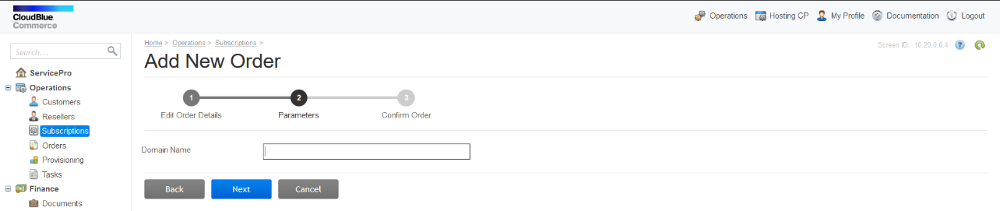 CloudBlue
Commerce
Operations Hosting CP My Profile Documentation Logout
Search...
Home > Operations > Subscriptions >
Screen ID: 10.20.0.0.4 ?
Add New Order
ServicePro
Operations
Customers
Resellers
Subscriptions
Orders
Provisioning
Tasks
Finance
Documents
1 2 3
Edit Order Details Parameters Confirm Order
Domain Name
Back Next Cancel